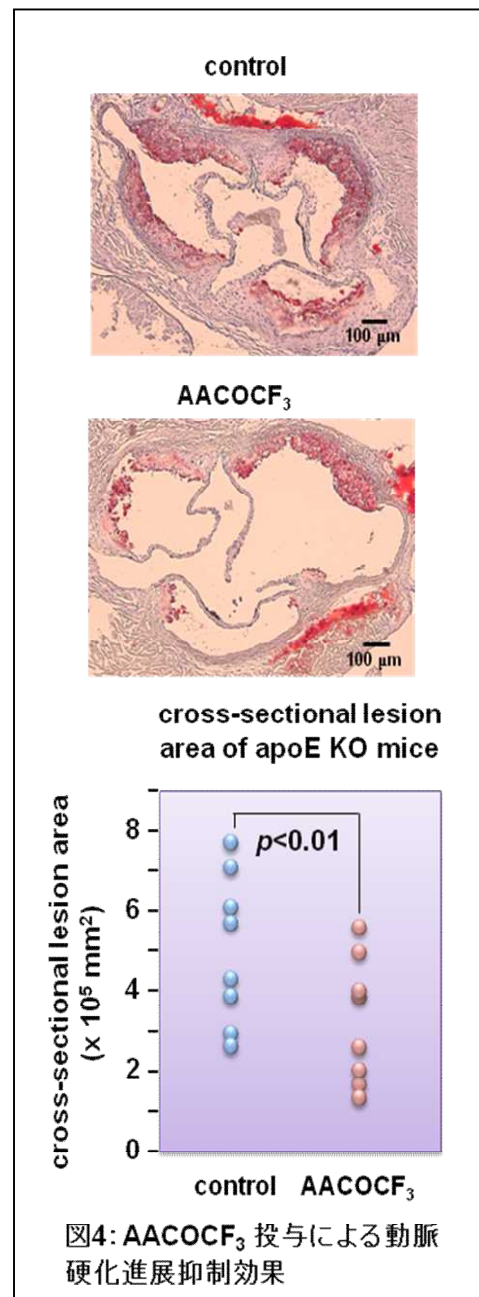 control
100 μm
AACOCF₃
100 μm
cross-sectional lesion
area of apoE KO mice
cross-sectional lesion area
(x 10⁵ mm²)
8
6
4
2
0
p<0.01
control AACOCF₃
図4: AACOCF₃ 投与による動脈
硬化進展抑制効果